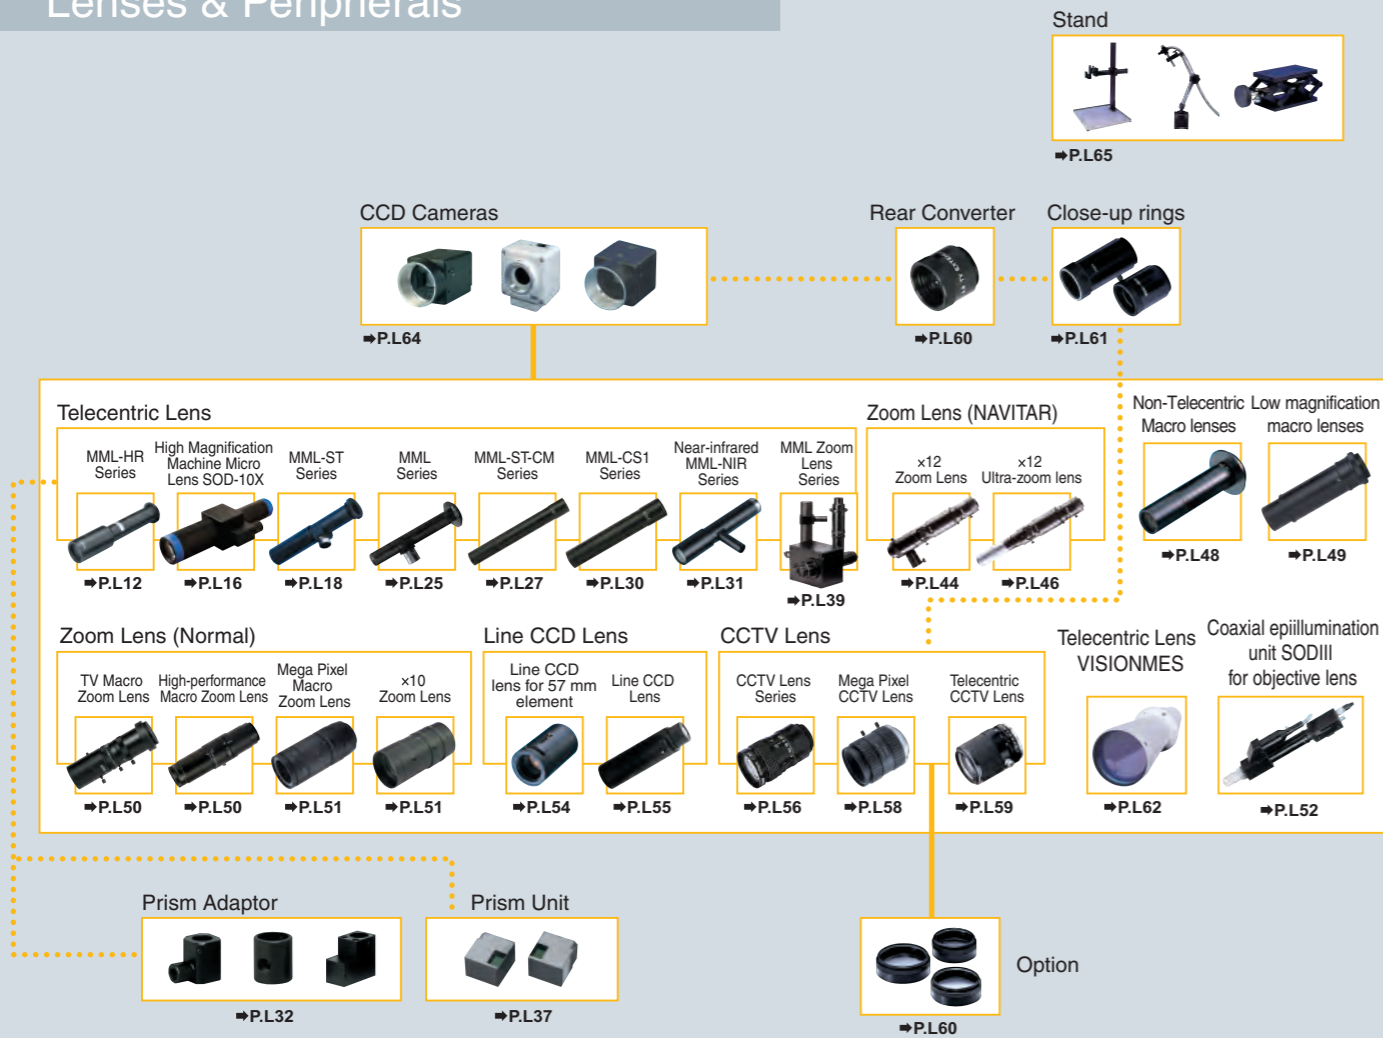 Lenses & Peripherals
Stand
➡P.L65
CCD Cameras
➡P.L64
Rear Converter
➡P.L60
Close-up rings
➡P.L61
Telecentric Lens
MML-HR
Series
➡P.L12
High Magnification
Machine Micro
Lens SOD-10X
➡P.L16
MML-ST
Series
➡P.L18
MML
Series
➡P.L25
MML-ST-CM
Series
➡P.L27
MML-CS1
Series
➡P.L30
Near-infrared
MML-NIR
Series
➡P.L31
MML Zoom
Lens
Series
➡P.L39
Zoom Lens (NAVITAR)
×12
Zoom Lens
➡P.L44
×12
Ultra-zoom lens
➡P.L46
Non-Telecentric
Macro lenses
➡P.L48
Low magnification
macro lenses
➡P.L49
Zoom Lens (Normal)
TV Macro
Zoom Lens
➡P.L50
High-performance
Macro Zoom Lens
➡P.L50
Mega Pixel
Macro
Zoom Lens
➡P.L51
×10
Zoom Lens
➡P.L51
Line CCD Lens
Line CCD
lens for 57 mm
element
➡P.L54
Line CCD
Lens
➡P.L55
CCTV Lens
CCTV Lens
Series
➡P.L56
Mega Pixel
CCTV Lens
➡P.L58
Telecentric
CCTV Lens
➡P.L59
Telecentric Lens
VISIONMES
➡P.L62
Coaxial epiillumination
unit SODIII
for objective lens
➡P.L52
Prism Adaptor
➡P.L32
Prism Unit
➡P.L37
Option
➡P.L60